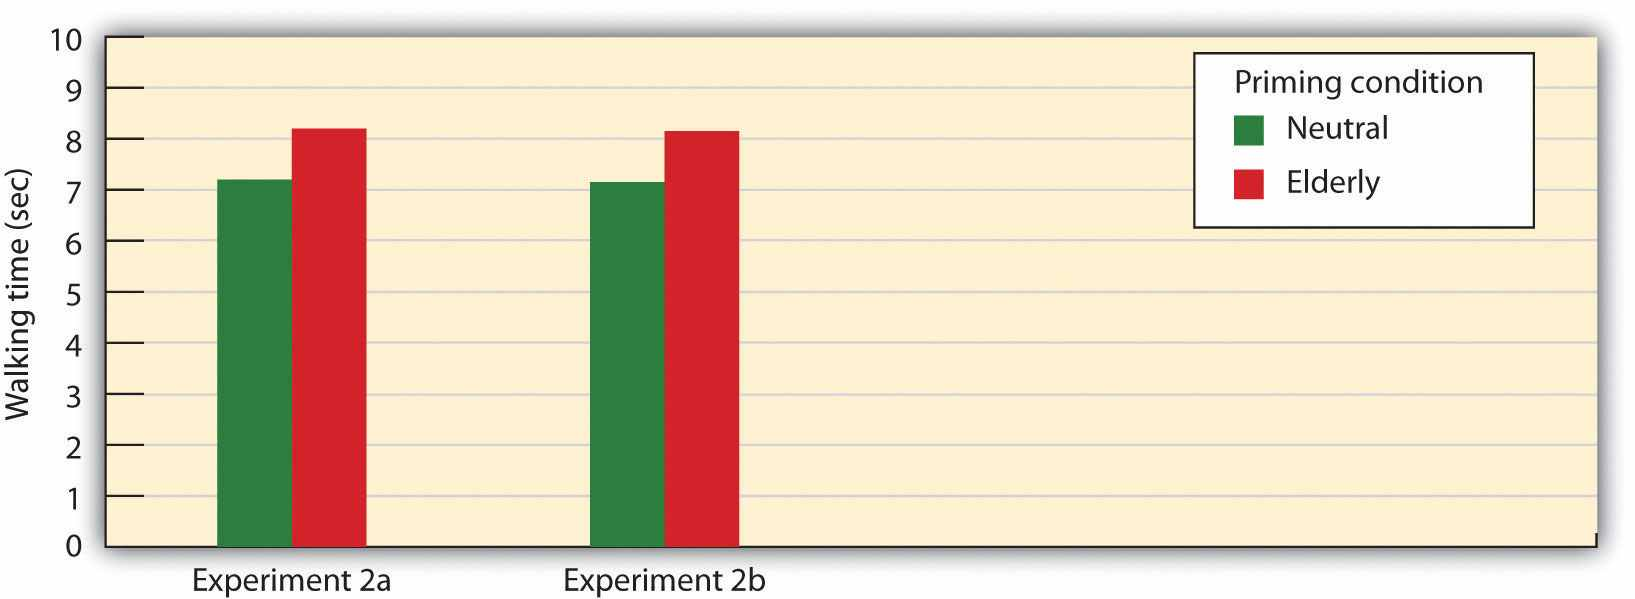 Walking time (sec)
10
9
8
7
6
5
4
3
2
1
0
Experiment 2a
Experiment 2b
Priming condition
Neutral
Elderly